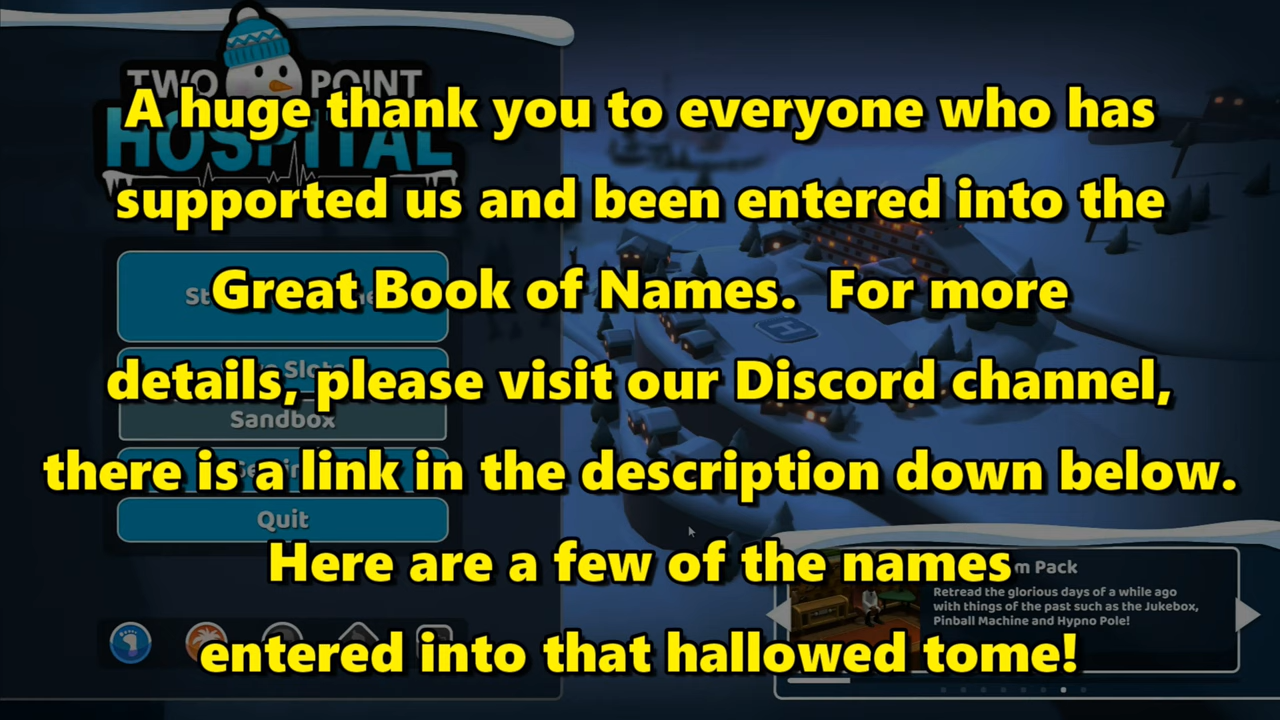 TWO POINT
HOSPITAL
A huge thank you to everyone who has
supported us and been entered into the
Great Book of Names.  For more
details, please visit our Discord channel,
there is a link in the description down below.
Here are a few of the names
entered into that hallowed tome!
Sandbox
Quit
Pack
Retread the glorious days of a while ago
with things of the past such as the Jukebox,
Pinball Machine and Hypno Pole!
H